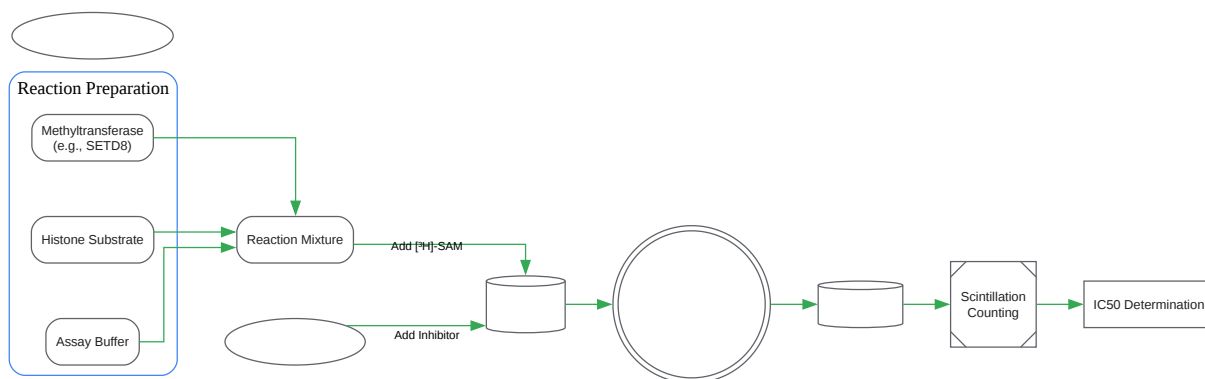 Reaction Preparation
Methyltransferase
(e.g., SETD8)
Histone Substrate
Reaction Mixture
Add [³H]-SAM
Assay Buffer
Add Inhibitor
Scintillation
Counting
IC50 Determination